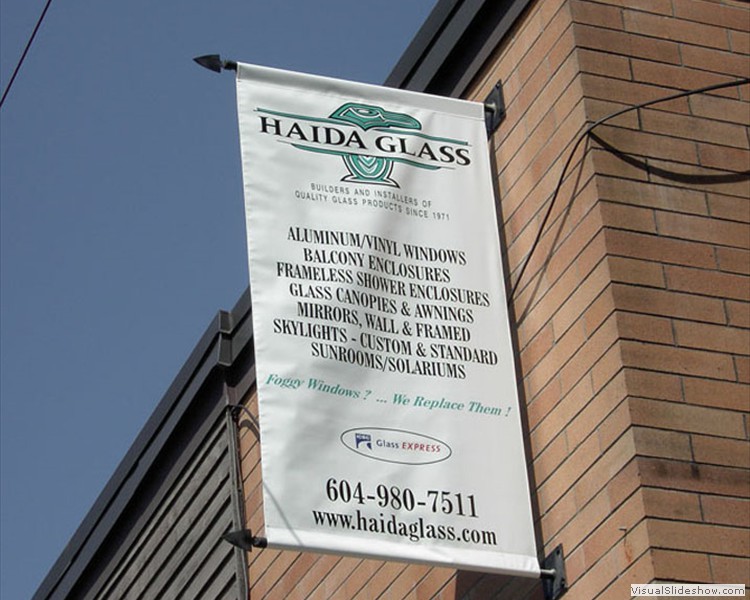 HAIDA GLASS
BUILDERS AND INSTALLERS OF
QUALITY GLASS PRODUCTS SINCE 1971
ALUMINUM/VINYL WINDOWS
BALCONY ENCLOSURES
FRAMELESS SHOWER ENCLOSURES
GLASS CANOPIES & AWNINGS
MIRRORS, WALL & FRAMED
SKYLIGHTS - CUSTOM & STANDARD
SUNROOMS/SOLARIUMS
Foggy Windows ? ... We Replace Them !
Glass EXPRESS
604-980-7511
www.haidaglass.com
VisualSlideshow.com